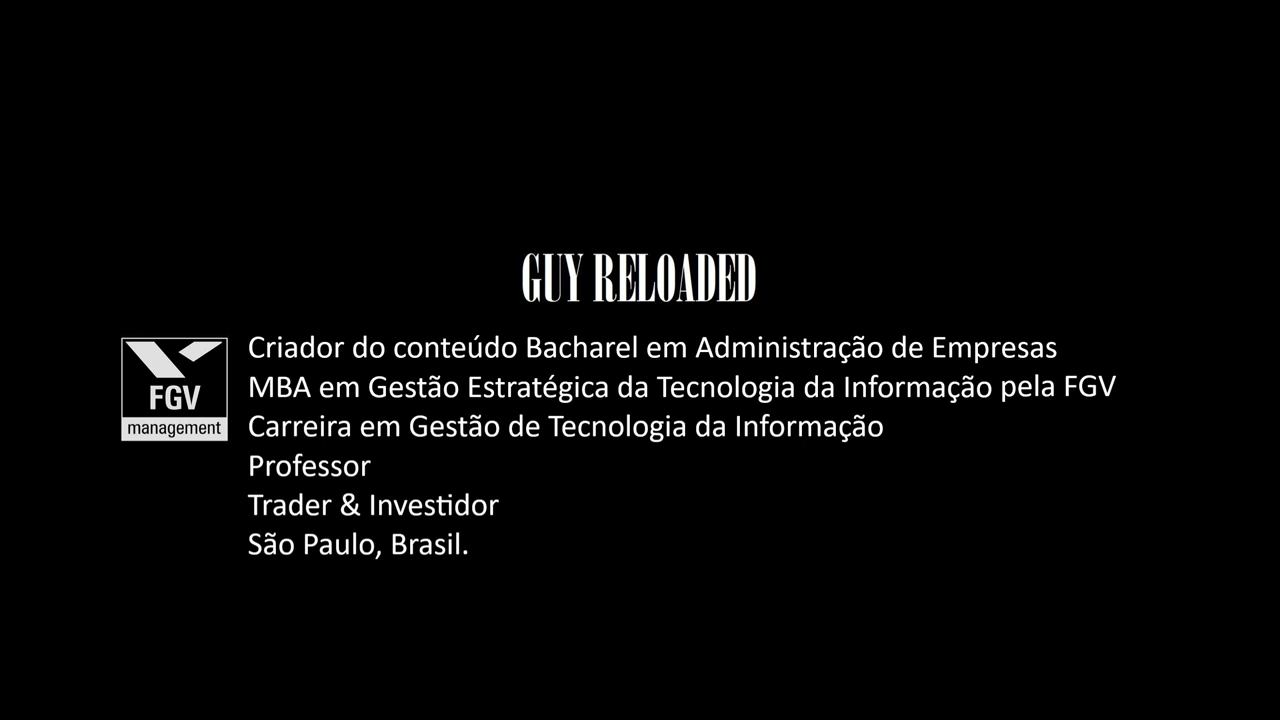 GUY RELOADED
Criador do conteúdo Bacharel em Administração de Empresas
MBA em Gestão Estratégica da Tecnologia da Informação pela FGV
Carreira em Gestão de Tecnologia da Informação
Professor
Trader & Investidor
São Paulo, Brasil.
FGV
management